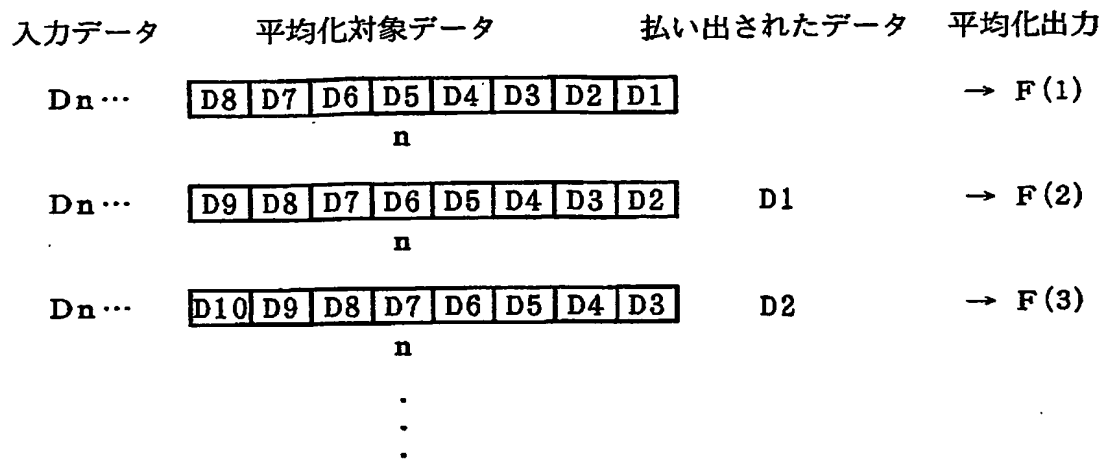 入力データ 平均化対象データ 払い出されたデータ 平均化出力
Dn… D8 D7 D6 D5 D4 D3 D2 D1 → F(1)
n
Dn… D9 D8 D7 D6 D5 D4 D3 D2 D1 → F(2)
n
Dn… D10 D9 D8 D7 D6 D5 D4 D3 D2 → F(3)
n